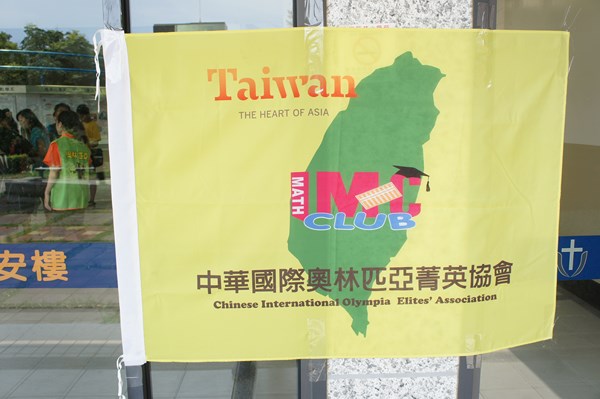 Taiwan
THE HEART OF ASIA
MATH
IMC
CLUB
安樓
中華國際奧林匹亞菁英協會
Chinese International Olympia Elites' Association